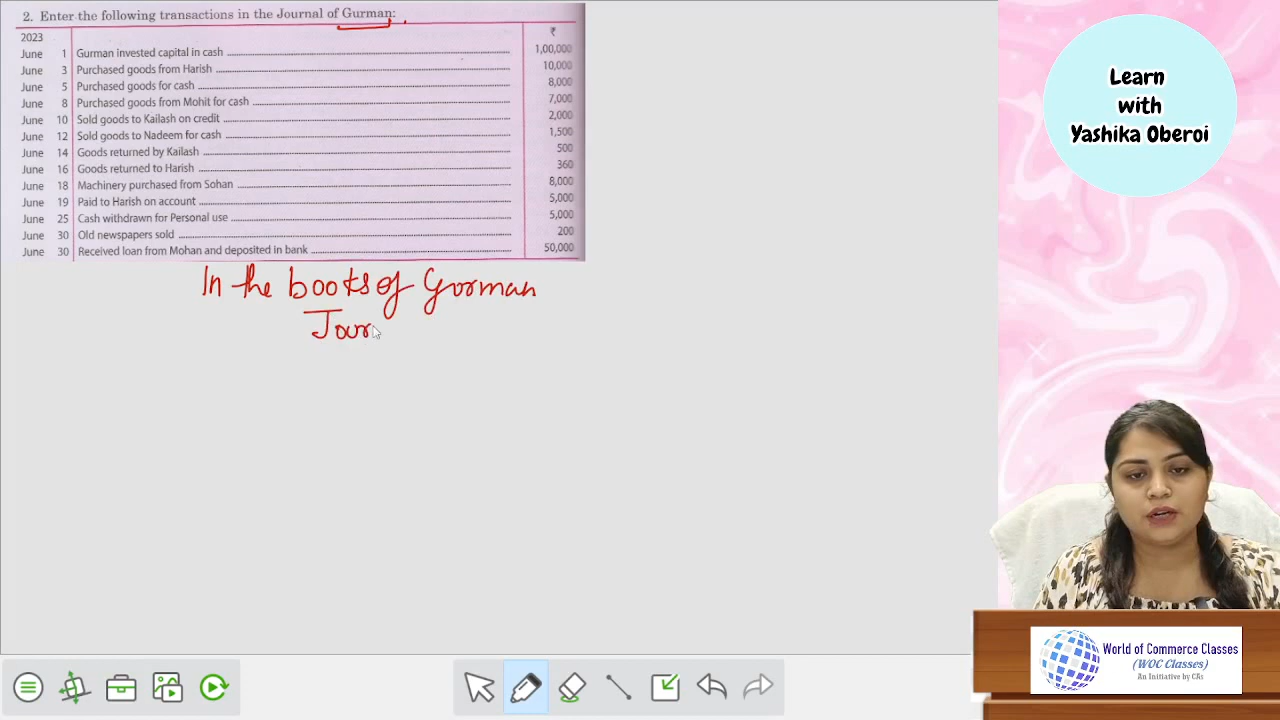 2. Enter the following transactions in the Journal of Gurman:
2023 ₹
June 1 Gurman invested capital in cash 1,00,000
June 3 Purchased goods from Harish 10,000
June 5 Purchased goods for cash 8,000
June 8 Purchased goods from Mohit for cash 7,000
June 10 Sold goods to Kailash on credit 2,000
June 12 Sold goods to Nadeem for cash 1,500
June 14 Goods returned by Kailash 500
June 16 Goods returned to Harish 360
June 18 Machinery purchased from Sohan 8,000
June 19 Paid to Harish on account 5,000
June 25 Cash withdrawn for Personal use 5,000
June 30 Old newspapers sold 200
June 30 Received loan from Mohan and deposited in bank 50,000
In the books of Gurman
Jour
Learn
with
Yashika Oberoi
World of Commerce Classes
(WOC Classes)
An Initiative by CAs